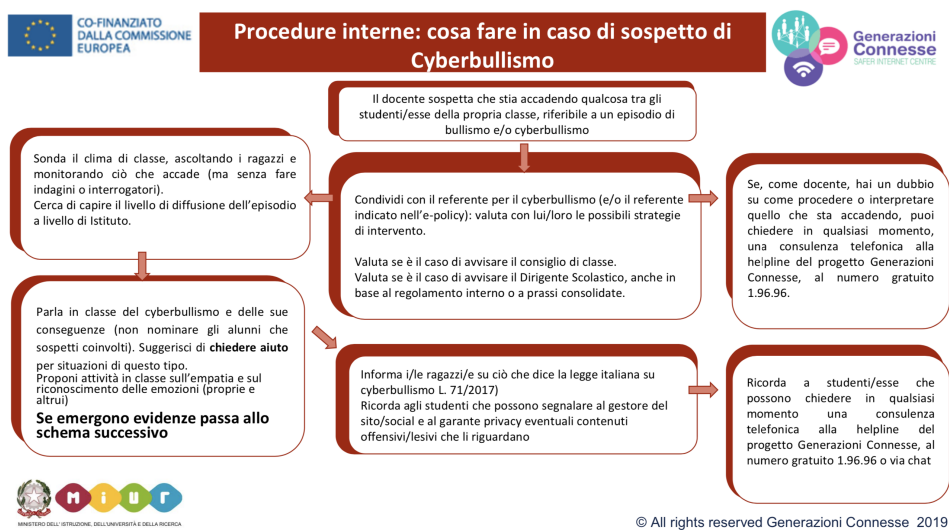 CO-FINANZIATO
DALLA COMMISSIONE
EUROPEA
Procedure interne: cosa fare in caso di sospetto di
Cyberbullismo
Generazioni
Connesse
SAFER INTERNET CENTRE
Il docente sospetta che stia accadendo qualcosa tra gli
studenti/esse della propria classe, riferibile a un episodio di
bullismo e/o cyberbullismo
Sonda il clima di classe, ascoltando i ragazzi e
monitorando ciò che accade (ma senza fare
indagini o interrogatori).
Cerca di capire il livello di diffusione dell'episodio
a livello di Istituto.
Condividi con il referente per il cyberbullismo (e/o il referente
indicato nell'e-policy): valuta con lui/loro le possibili strategie
di intervento.
Valuta se è il caso di avvisare il consiglio di classe.
Valuta se è il caso di avvisare il Dirigente Scolastico, anche in
base al regolamento interno o a prassi consolidate.
Se, come docente, hai un dubbio
su come procedere o interpretare
quello che sta accadendo, puoi
chiedere in qualsiasi momento,
una consulenza telefonica alla
helpline del progetto Generazioni
Connesse, al numero gratuito
1.96.96.
Parla in classe del cyberbullismo e delle sue
conseguenze (non nominare gli alunni che
sospetti coinvolti). Suggerisci di chiedere aiuto
per situazioni di questo tipo.
Proponi attività in classe sull'empatia e sul
riconoscimento delle emozioni (proprie e
altrui)
Se emergono evidenze passa allo
schema successivo
Informa i/le ragazzi/e su ciò che dice la legge italiana su
cyberbullismo L. 71/2017)
Ricorda agli studenti che possono segnalare al gestore del
sito/social e al garante privacy eventuali contenuti
offensivi/lesivi che li riguardano
Ricorda a studenti/esse che
possono chiedere in qualsiasi
momento una consulenza
telefonica alla helpline del
progetto Generazioni Connesse, al
numero gratuito 1.96.96 o via chat
miur
MINISTERO DELL' ISTRUZIONE, DELL'UNIVERSITÀ E DELLA RICERCA
© All rights reserved Generazioni Connesse 2019